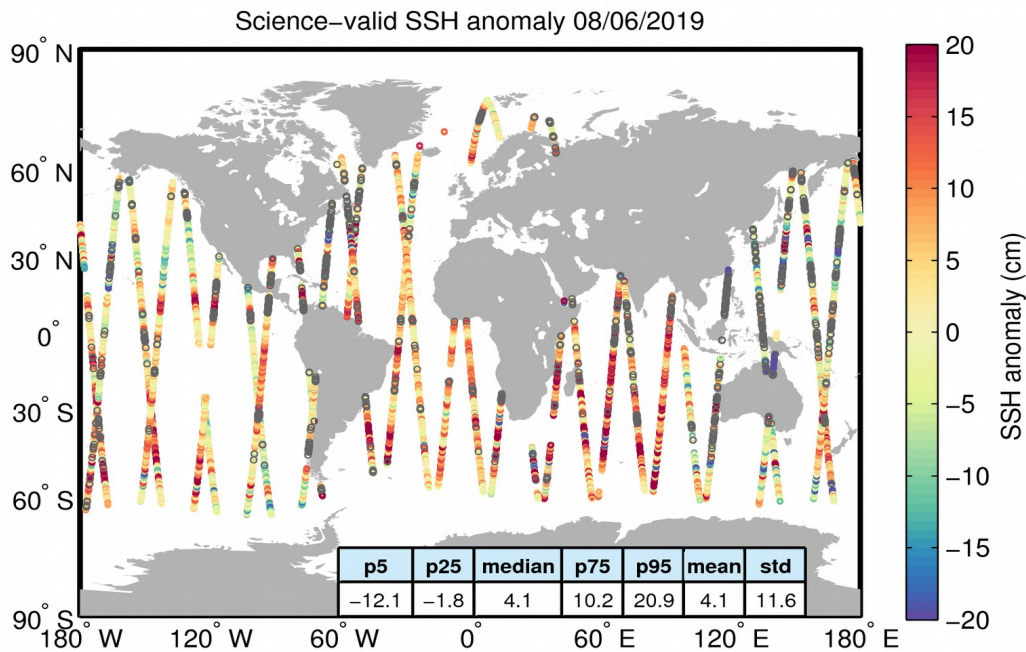 Science−valid SSH anomaly 08/06/2019
90° N
60° N
30° N
0°
30° S
60° S
90° S
180° W
120° W
60° W
0°
60° E
120° E
180° E
p5 p25 median p75 p95 mean std
−12.1 −1.8 4.1 10.2 20.9 4.1 11.6
20
15
10
5
0
−5
−10
−15
−20
SSH anomaly (cm)